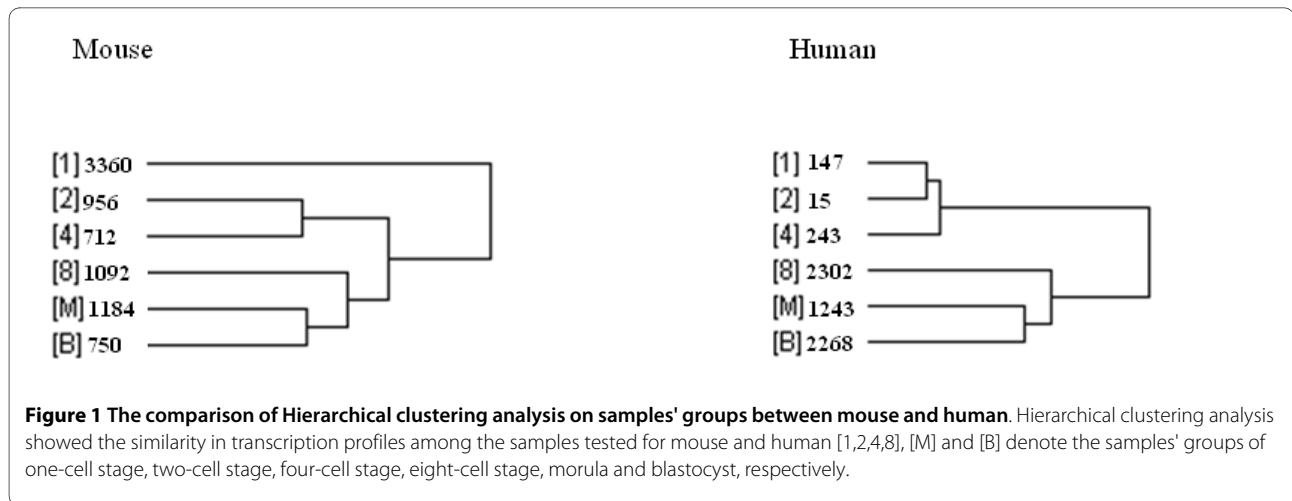 Mouse
[1] 3360
[2] 956
[4] 712
[8] 1092
[M] 1184
[B] 750
Human
[1] 147
[2] 15
[4] 243
[8] 2302
[M] 1243
[B] 2268
Figure 1 The comparison of Hierarchical clustering analysis on samples' groups between mouse and human. Hierarchical clustering analysis
showed the similarity in transcription profiles among the samples tested for mouse and human [1,2,4,8], [M] and [B] denote the samples' groups of
one-cell stage, two-cell stage, four-cell stage, eight-cell stage, morula and blastocyst, respectively.